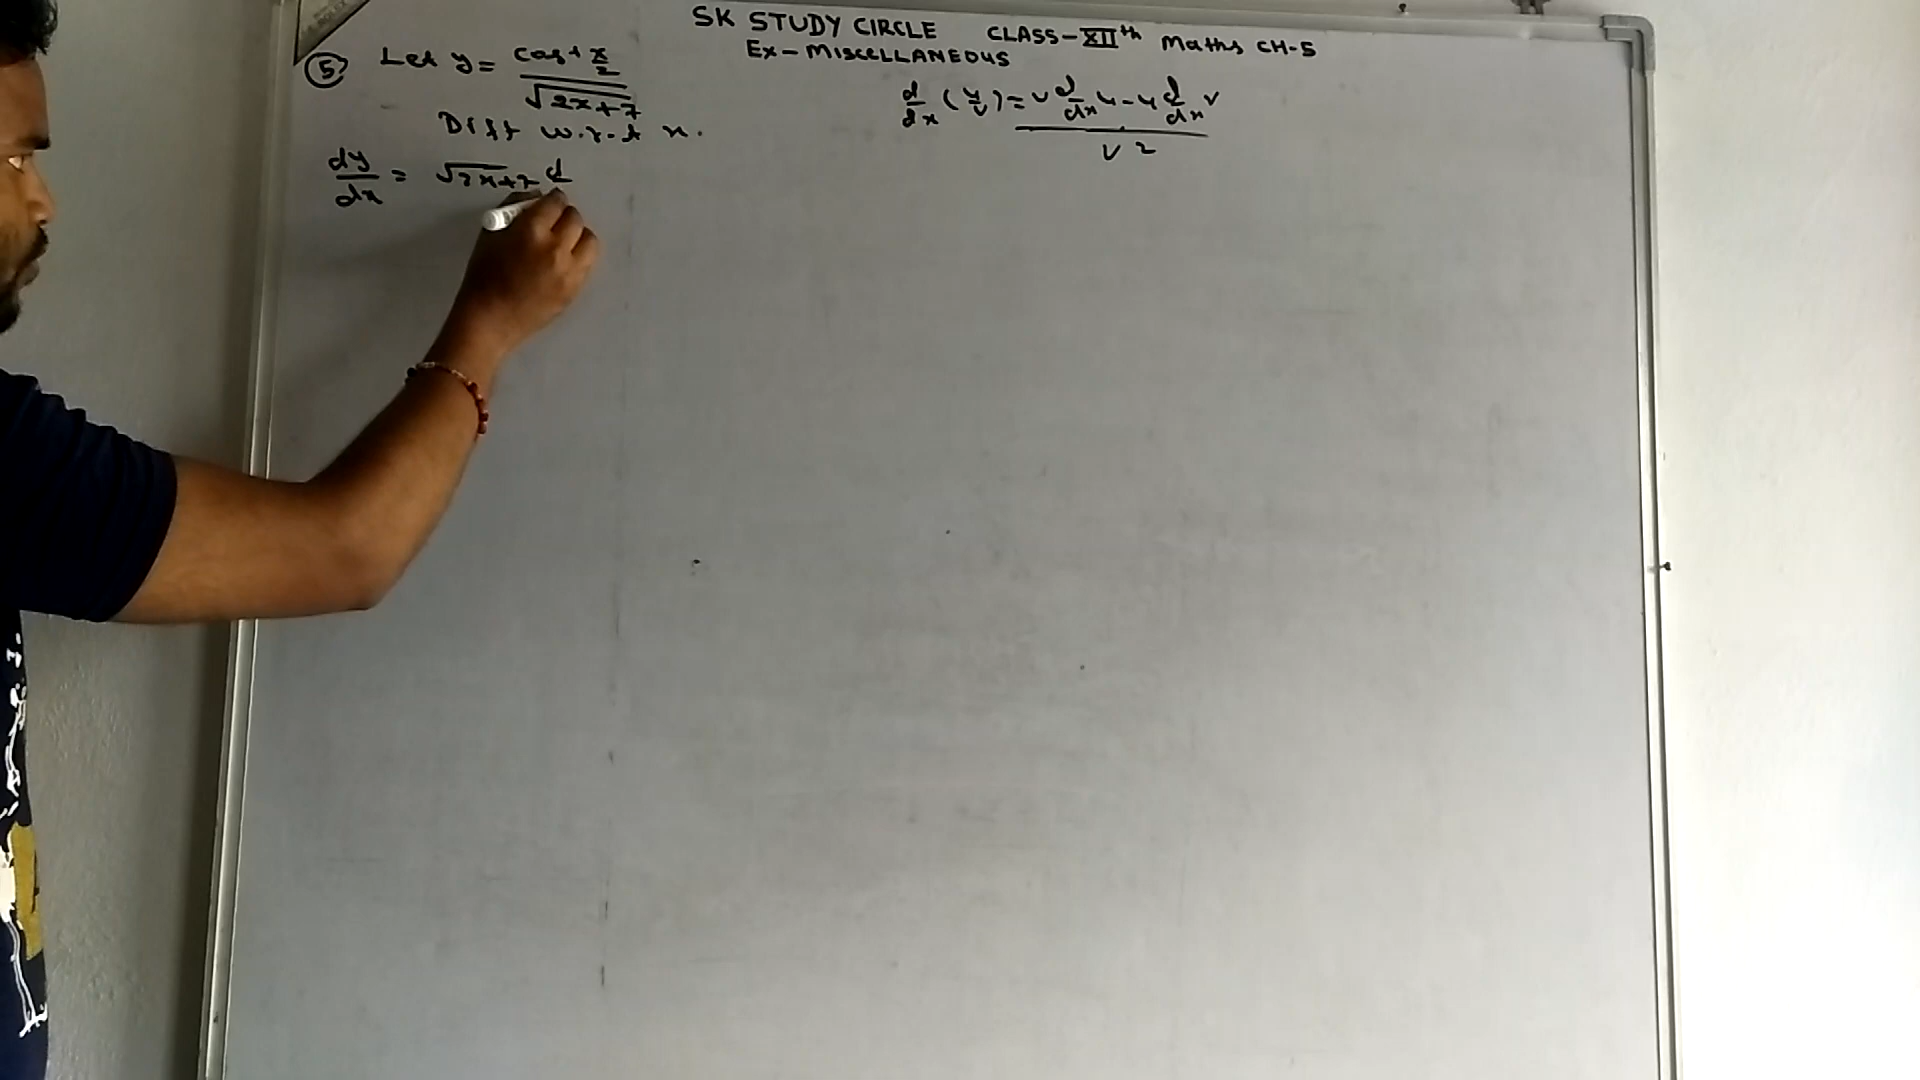 SK STUDY CIRCLE CLASS-XIIth Maths CH-5
Ex-MISCELLANEOUS
⑤ Let y = cos⁻¹ x/2 / √2x+7
Diff w.r.t x.
dy/dx = √2x+7 d
d/dx (u/v) = v d/dx u - u d/dx v / v²